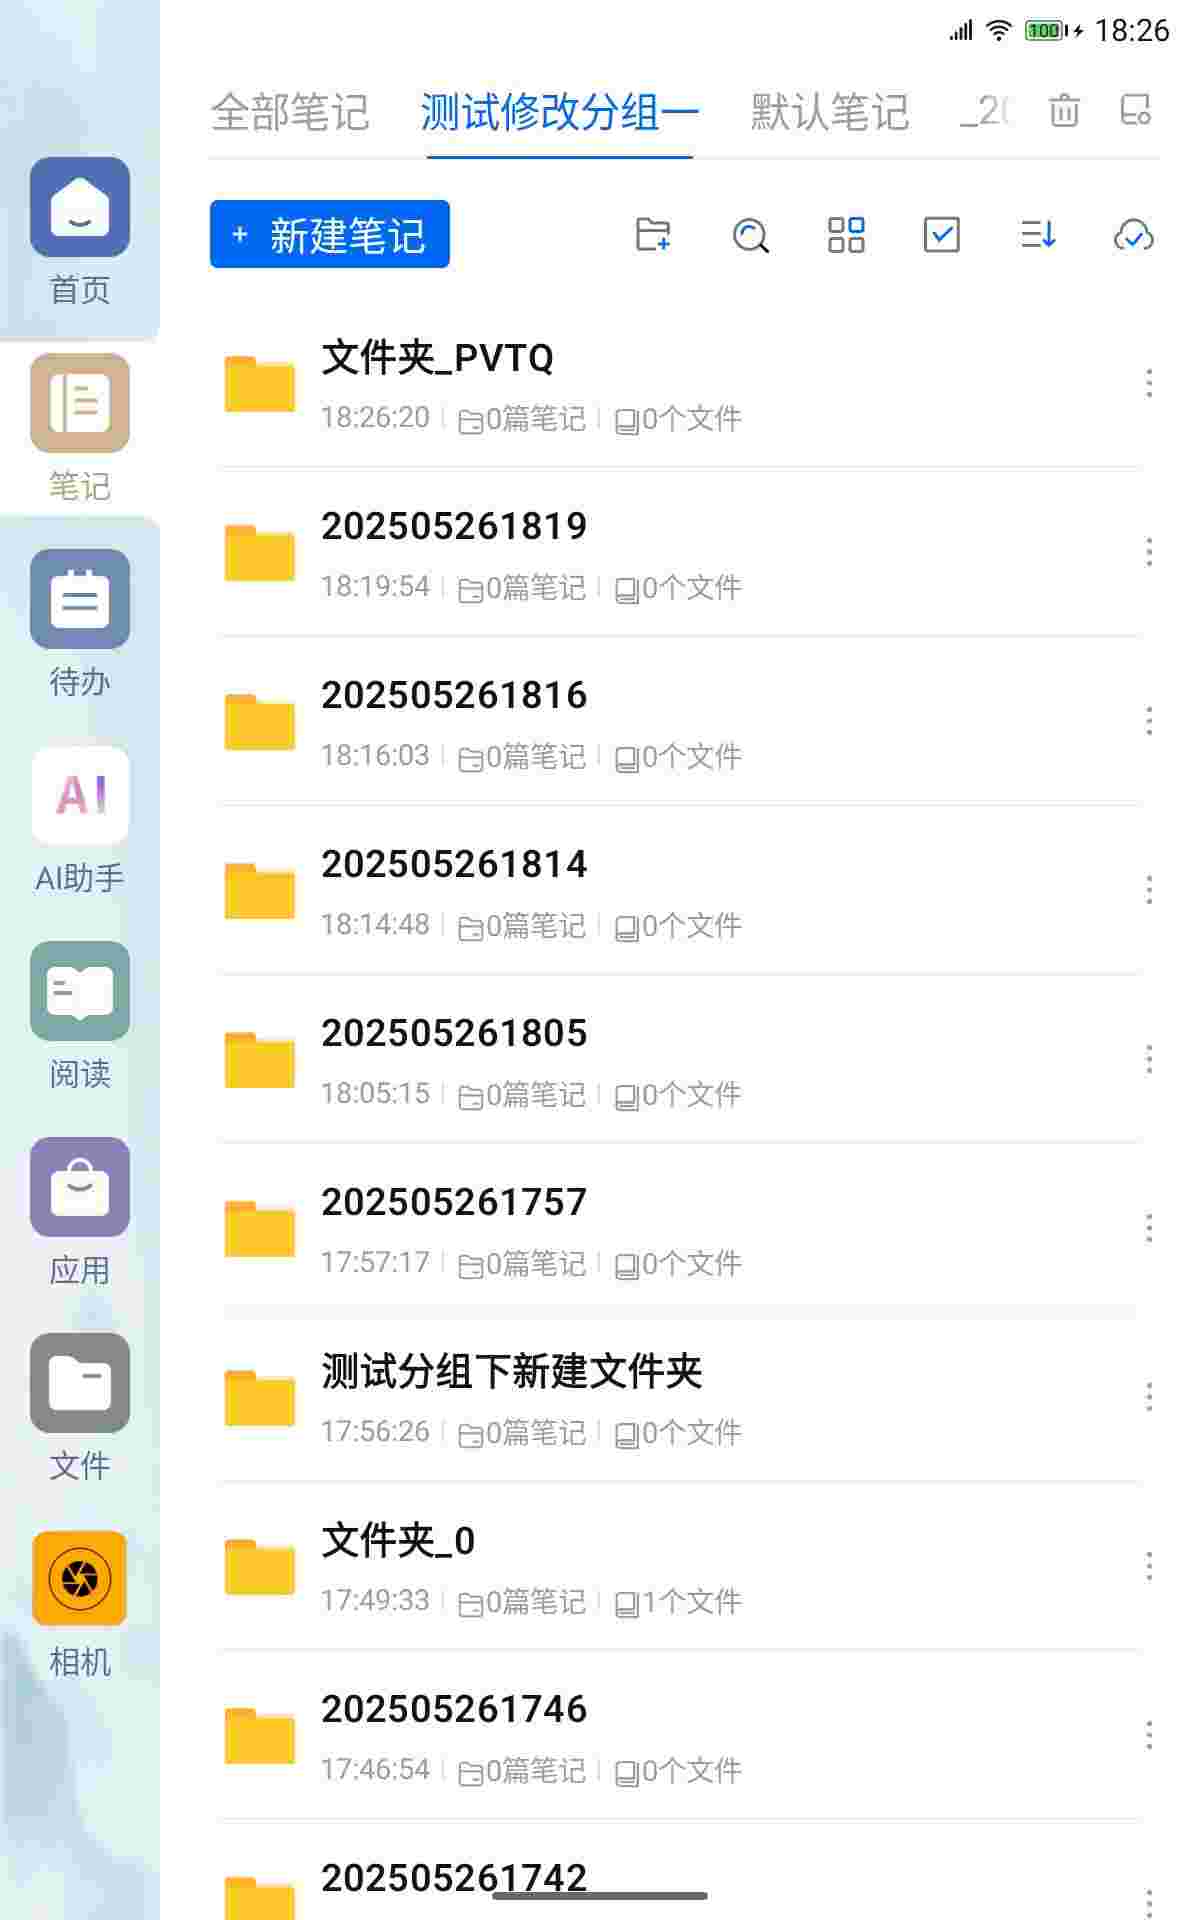 100 18:26
全部笔记 测试修改分组一 默认笔记
+ 新建笔记
首页
笔记
待办
AI
AI助手
阅读
应用
文件
相机
文件夹_PVTQ
18:26:20 0篇笔记 0个文件
202505261819
18:19:54 0篇笔记 0个文件
202505261816
18:16:03 0篇笔记 0个文件
202505261814
18:14:48 0篇笔记 0个文件
202505261805
18:05:15 0篇笔记 0个文件
202505261757
17:57:17 0篇笔记 0个文件
测试分组下新建文件夹
17:56:26 0篇笔记 0个文件
文件夹_0
17:49:33 0篇笔记 1个文件
202505261746
17:46:54 0篇笔记 0个文件
202505261742